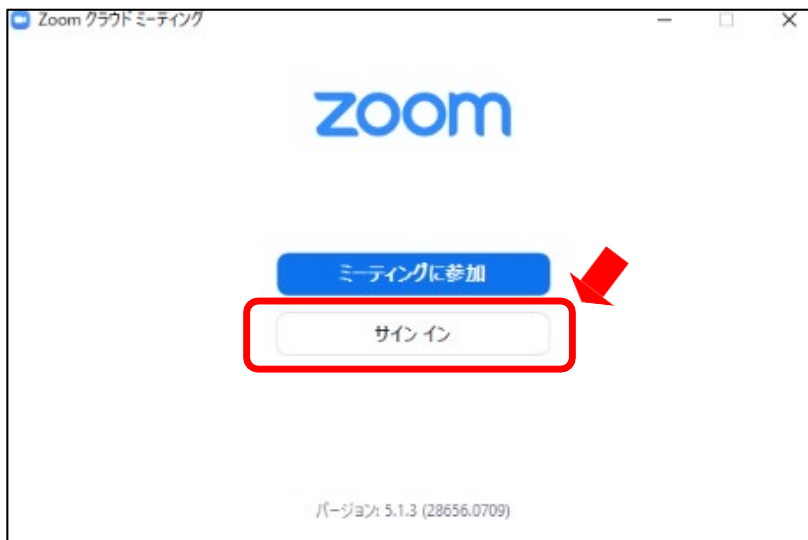 Zoom クラウド ミーティング
zoom
ミーティングに参加
サイン イン
バージョン: 5.1.3 (28656.0709)